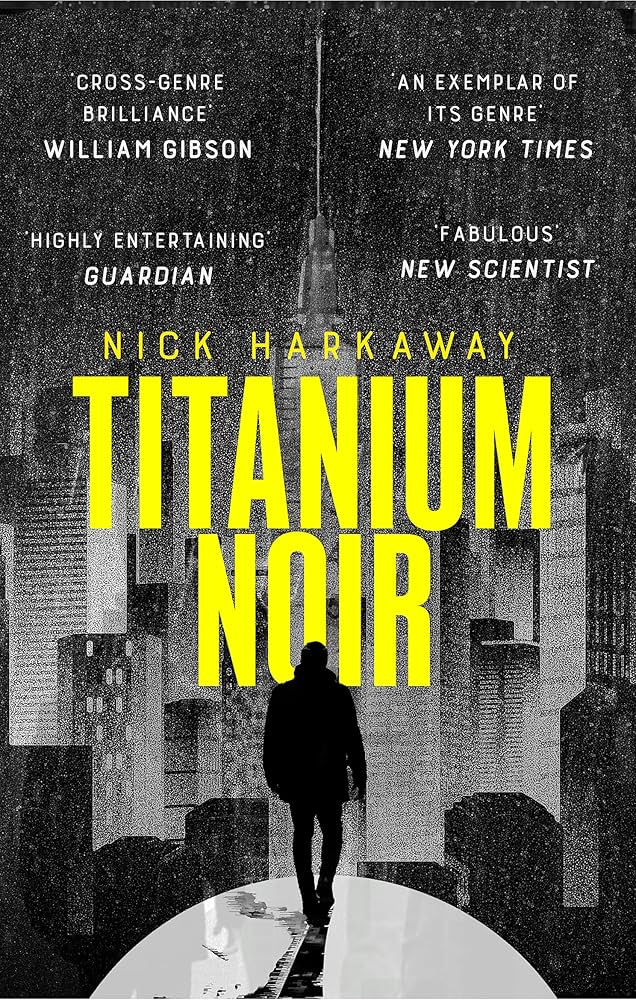 'CROSS-GENRE
BRILLIANCE'
WILLIAM GIBSON
'AN EXEMPLAR OF
ITS GENRE'
NEW YORK TIMES
'HIGHLY ENTERTAINING'
GUARDIAN
'FABULOUS'
NEW SCIENTIST
NICK HARKAWAY
TITANIUM
NOIR